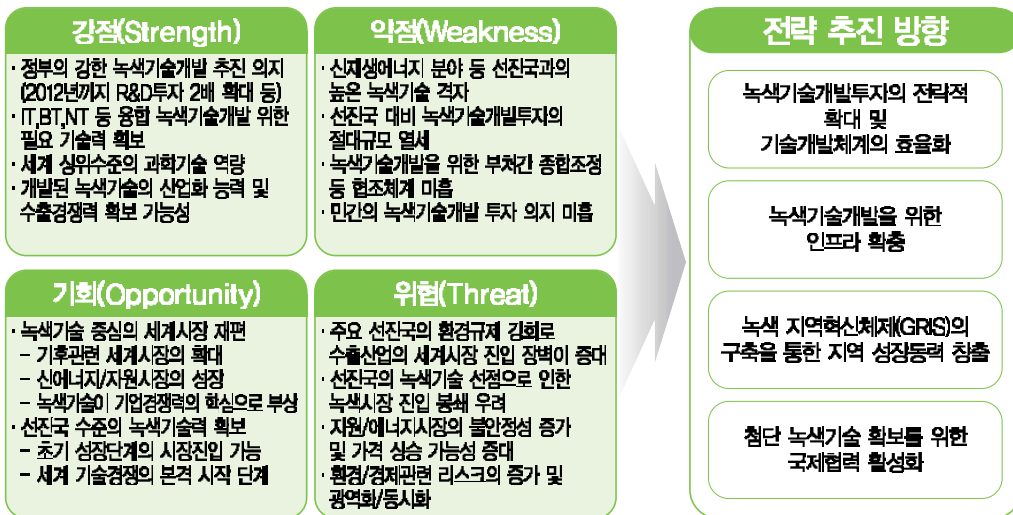 강점(Strength)
· 정부의 강한 녹색기술개발 추진 의지
(2012년까지 R&D투자 2배 확대 등)
· IT,BT,NT 등 융합 녹색기술개발 위한
필요 기술력 확보
· 세계 상위수준의 과학기술 역량
· 개발된 녹색기술의 산업화 능력 및
수출경쟁력 확보 가능성
약점(Weakness)
· 신재생에너지 분야 등 선진국과의
높은 녹색기술 격차
· 선진국 대비 녹색기술개발투자의
절대규모 열세
· 녹색기술개발을 위한 부처간 종합조정
등 협조체계 미흡
· 민간의 녹색기술개발 투자 의지 미흡
기회(Opportunity)
· 녹색기술 중심의 세계시장 재편
– 기후관련 세계시장의 확대
– 신에너지/자원시장의 성장
– 녹색기술이 기업경쟁력의 핵심으로 부상
· 선진국 수준의 녹색기술력 확보
– 초기 성장단계의 시장진입 가능
– 세계 기술경쟁의 본격 시작 단계
위협(Threat)
· 주요 선진국의 환경규제 강화로
수출산업의 세계시장 진입 장벽이 증대
· 선진국의 녹색기술 선점으로 인한
녹색시장 진입 봉쇄 우려
· 자원/에너지시장의 불안정성 증가
및 가격 상승 가능성 증대
· 환경/경제관련 리스크의 증가 및
광역화/동시화
전략 추진 방향
녹색기술개발투자의 전략적
확대 및
기술개발체계의 효율화
녹색기술개발을 위한
인프라 확충
녹색 지역혁신체제(GRIS)의
구축을 통한 지역 성장동력 창출
첨단 녹색기술 확보를 위한
국제협력 활성화